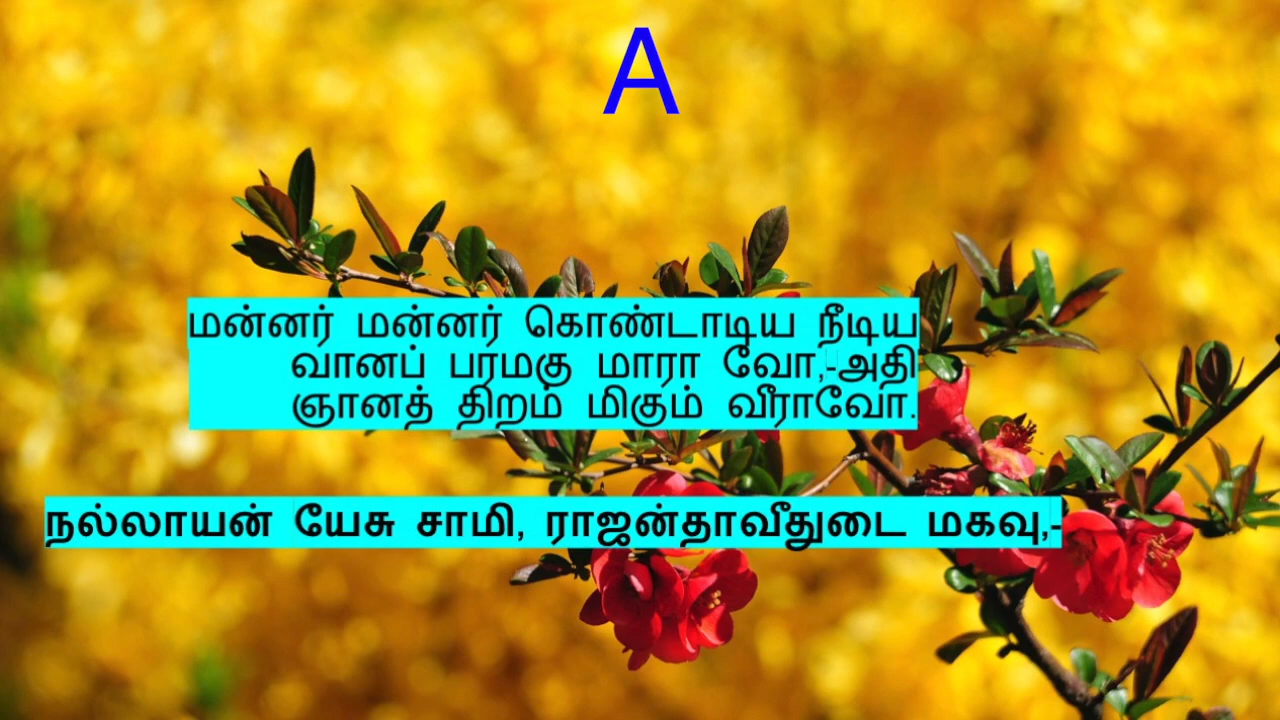 A
மன்னர் மன்னர் கொண்டாடிய நீடிய
வானப் பரமகு மாரா வோ,-அதி
ஞானத் திறம் மிகும் வீராவோ.
நல்லாயன் யேசு சாமி, ராஜன்தாவீதுடை மகவு,-